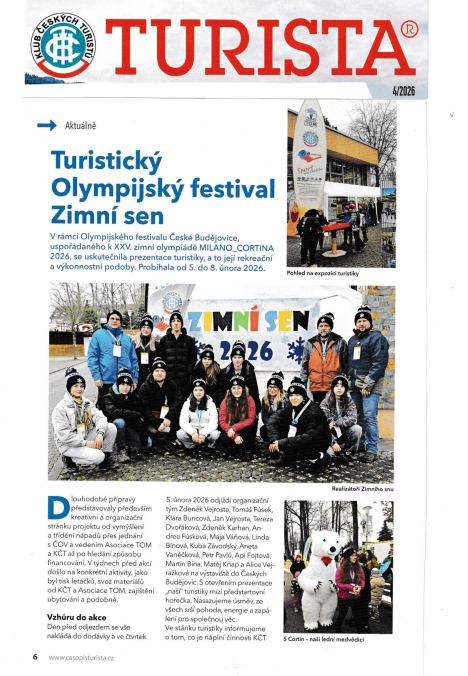 KLUB ČESKÝCH TURISTŮ
TURISTA®
4/2026
Aktuálně
Turistický
Olympijský festival
Zimní sen
V rámci Olympijského festivalu České Budějovice,
uspořádaného k XXV. zimní olympiádě MILANO_CORTINA
2026, se uskutečnila prezentace turistiky, a to její rekreační
a výkonnostní podoby. Probíhala od 5. do 8. února 2026.
Pohled na expozici turistiky
ZIMNÍ SEN
2026
Realizátoři Zimního snu
Dlouhodobé přípravy
představovaly především
kreativní a organizační
stránku projektu od vymýšlení
a třídění nápadů přes jednání
s ČOV a vedením Asociace TOM
a KČT až po hledání způsobu
financování. V týdnech před akcí
došlo na konkrétní aktivity, jako
byl tisk letáčků, svoz materiálů
od KČT a Asociace TOM, zajištění
ubytování a podobně.
Vzhůru do akce
Den před odjezdem se vše
nakládá do dodávky a ve čtvrtek
5. února 2026 odjíždí organizační
tým Zdeněk Vejrosta, Tomáš Fúsek,
Klára Buncová, Jan Vejrosta, Tereza
Dvořáková, Zdeněk Karhan, An-
drea Fúsková, Mája Váňová, Linda
Bínová, Kuba Závodský, Aneta
Vaněčková, Petr Pavlů, Api Fojtová,
Martin Bína, Matěj Knap a Alice Vej-
ražková na výstaviště do Českých
Budějovic. S otevřením prezentace
„naší" turistiky mizí předstartovní
horečka. Nasazujeme úsměv, ze
všech srší pohoda, energie a zapá-
lení pro společnou věc.
Ve stánku turistiky informujeme
o tom, co je náplní činnosti KČT
S Cortin – naší lední medvědicí
6 www.casopisturista.cz